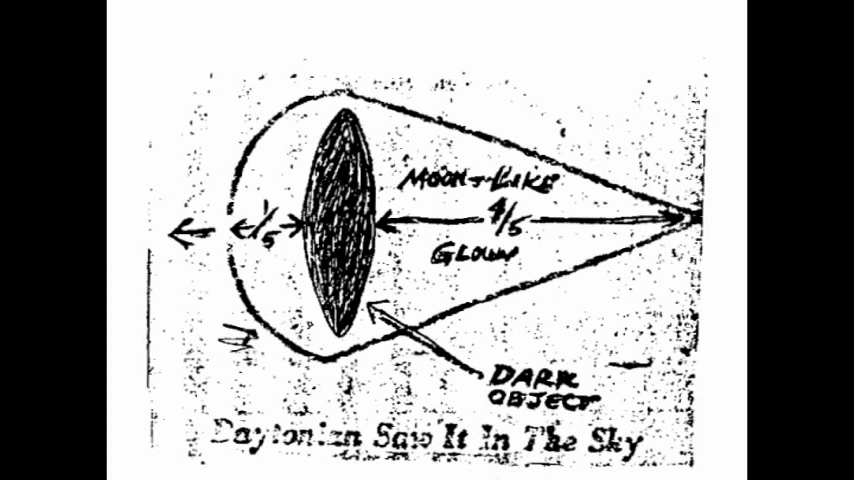 MOON-LIKE
1/5
4/5
GLOW
DARK
OBJECT
Daytonian Saw It In The Sky